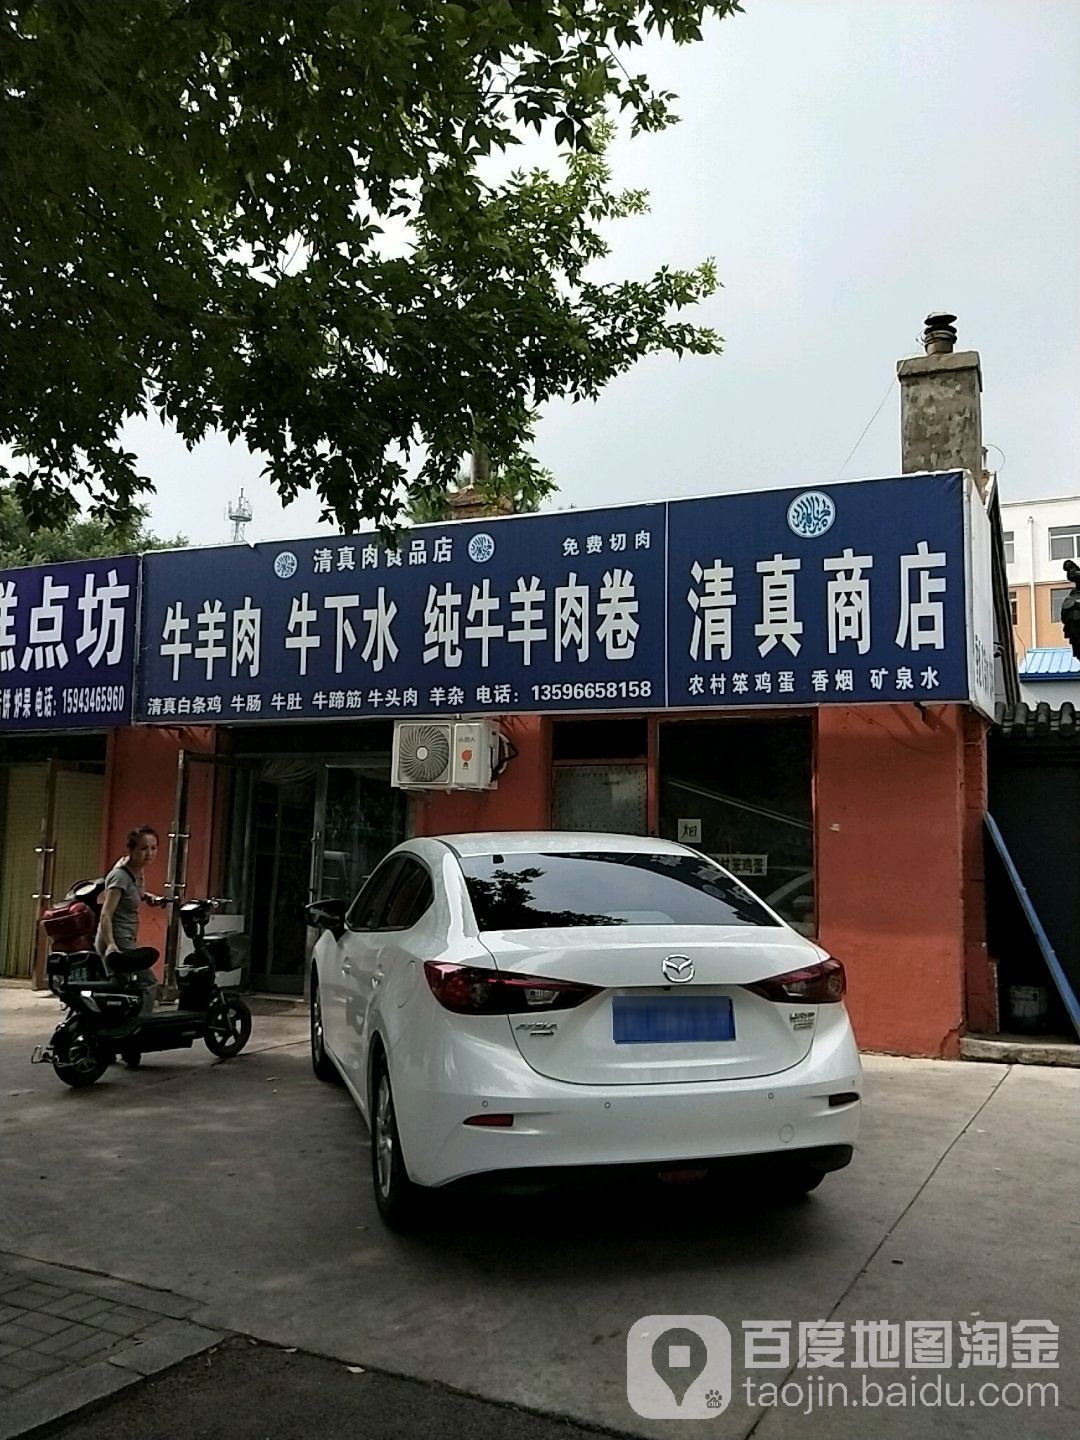 糕点坊
饼 炉果 电话：15943465960
清真肉食品店
免费切肉
牛羊肉 牛下水 纯牛羊肉卷
清真白条鸡 牛肠 牛肚 牛蹄筋 牛头肉 羊杂 电话：13596658158
清真商店
农村笨鸡蛋 香烟 矿泉水
烟
村笨鸡蛋
百度地图淘金
taojin.baidu.com